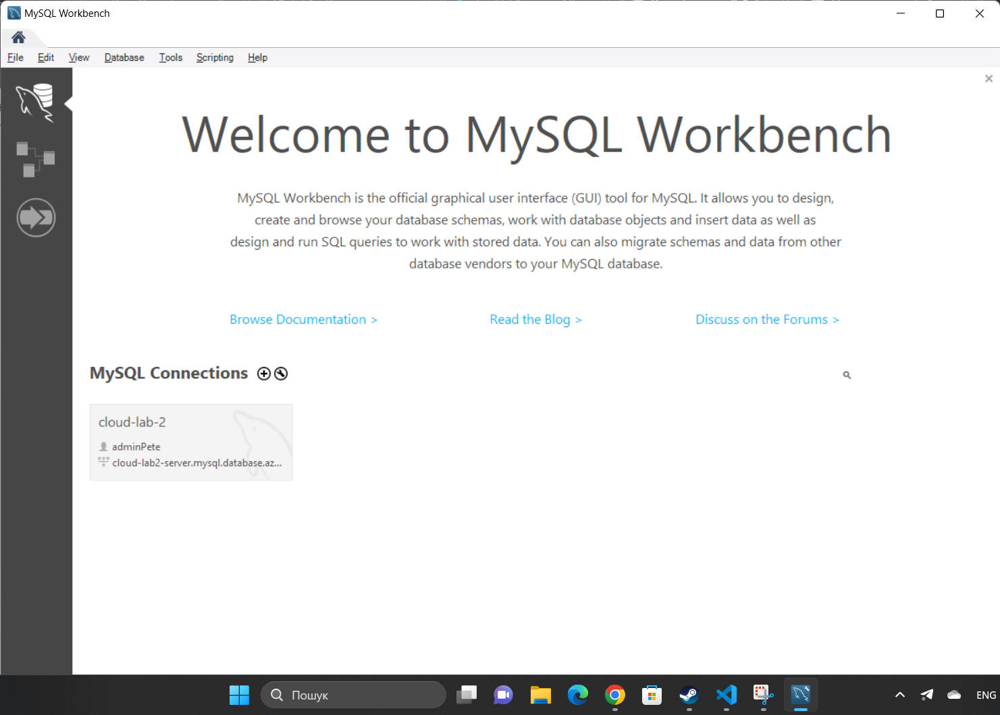 MySQL Workbench
File Edit View Database Tools Scripting Help
Welcome to MySQL Workbench
MySQL Workbench is the official graphical user interface (GUI) tool for MySQL. It allows you to design,
create and browse your database schemas, work with database objects and insert data as well as
design and run SQL queries to work with stored data. You can also migrate schemas and data from other
database vendors to your MySQL database.
Browse Documentation > Read the Blog > Discuss on the Forums >
MySQL Connections
cloud-lab-2
adminPete
cloud-lab2-server.mysql.database.az...
Пошук
ENG